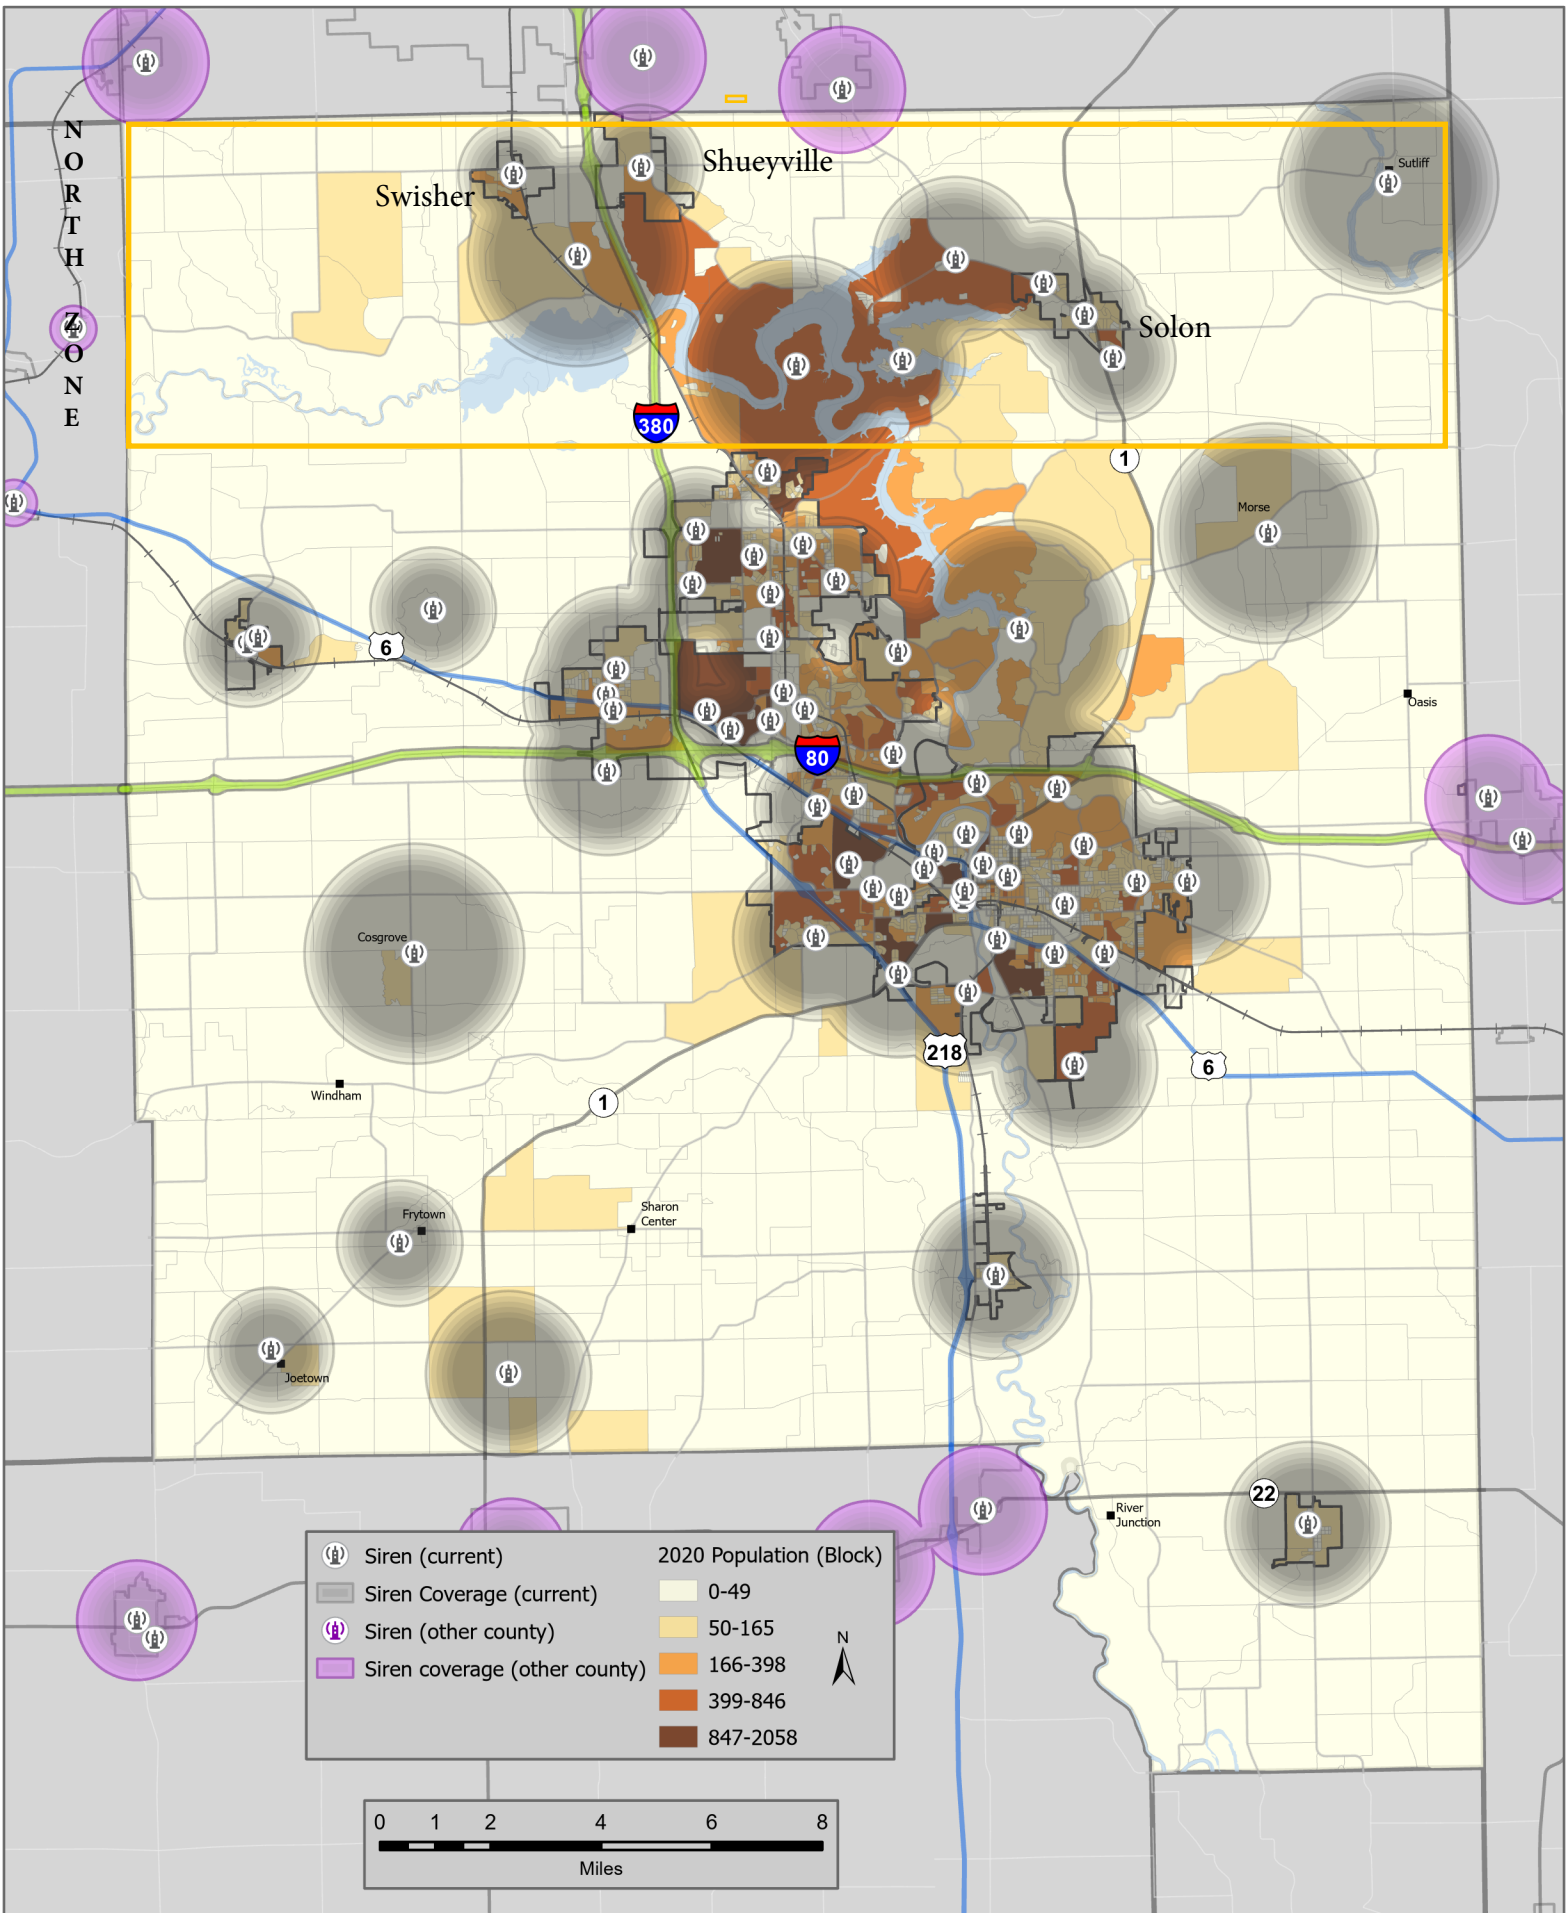 NORTH ZONE
Shueyville
Swisher
Sutliff
Solon
380
1
Morse
6
Oasis
80
Cosgrove
218
6
Windham
1
Sharon
Center
Frytown
Joetown
22
River
Junction
Siren (current)
Siren Coverage (current)
Siren (other county)
Siren coverage (other county)
2020 Population (Block)
0-49
50-165
166-398
399-846
847-2058
N
0 1 2 4 6 8
Miles